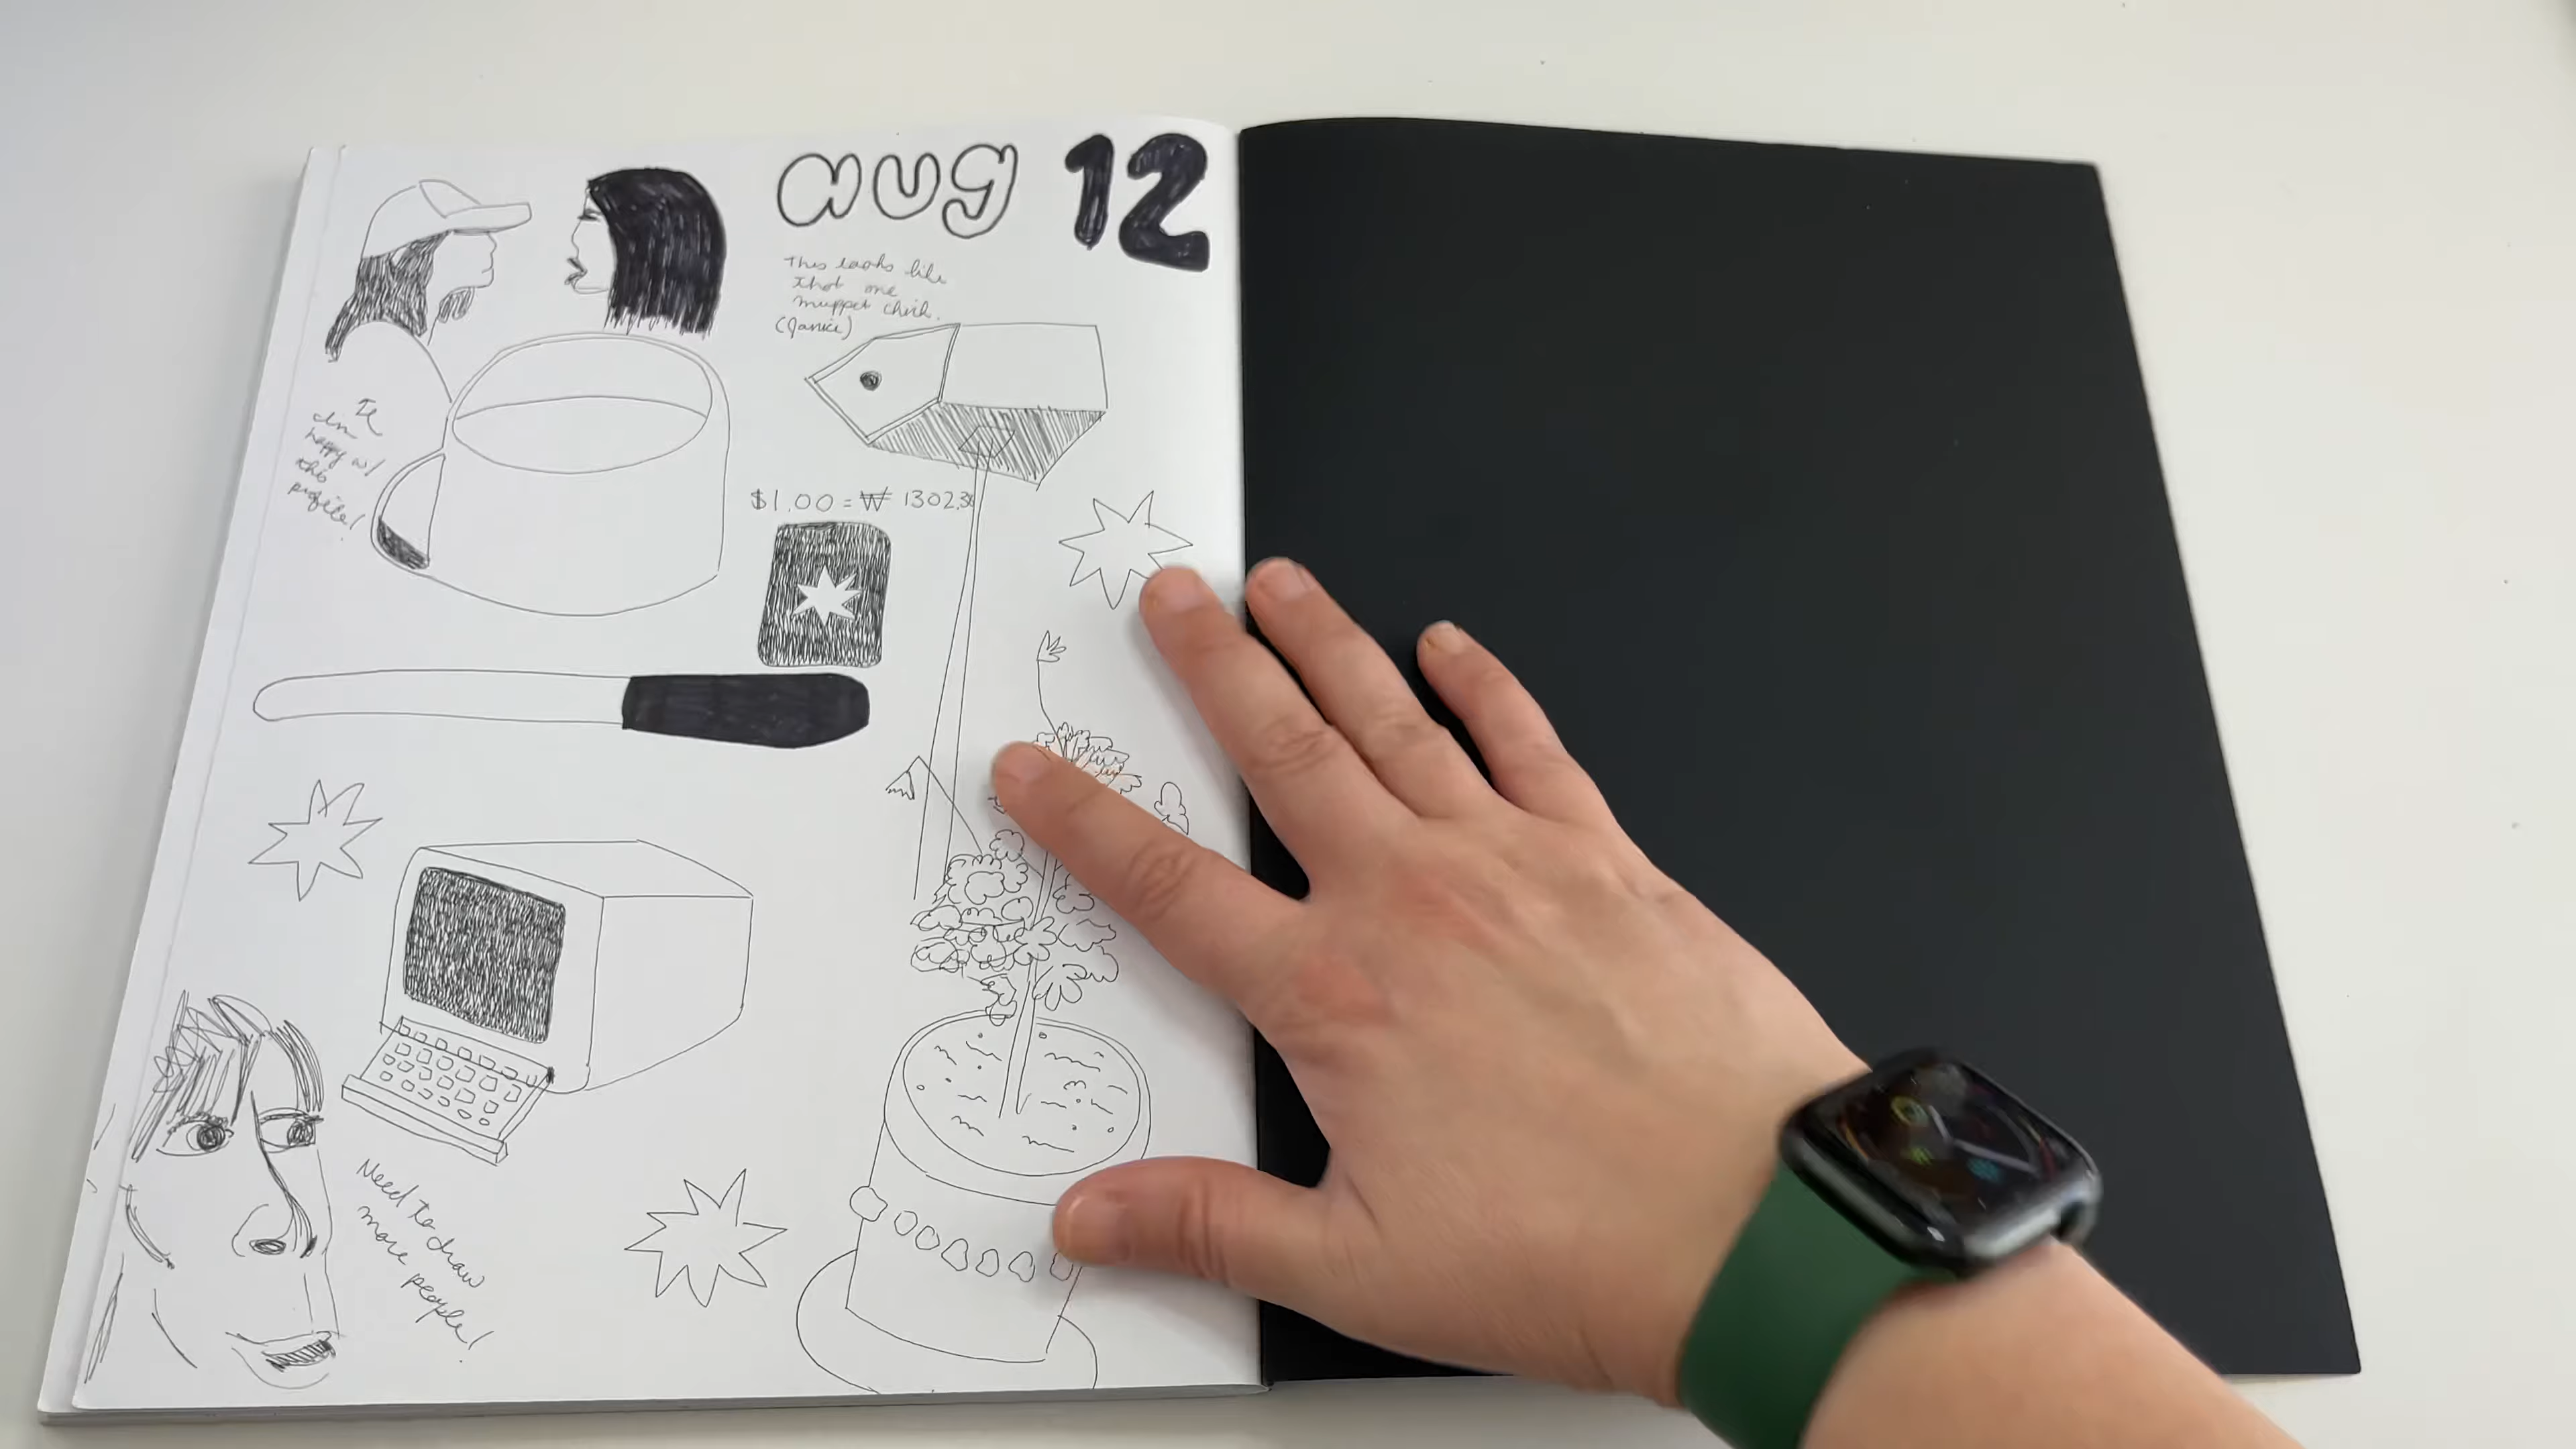 aug 12
This looks like
that one
muppet chick.
(Janice)
happy w/
this
profile!
$1.00 = ₩ 1302.3
Need to draw
more people!